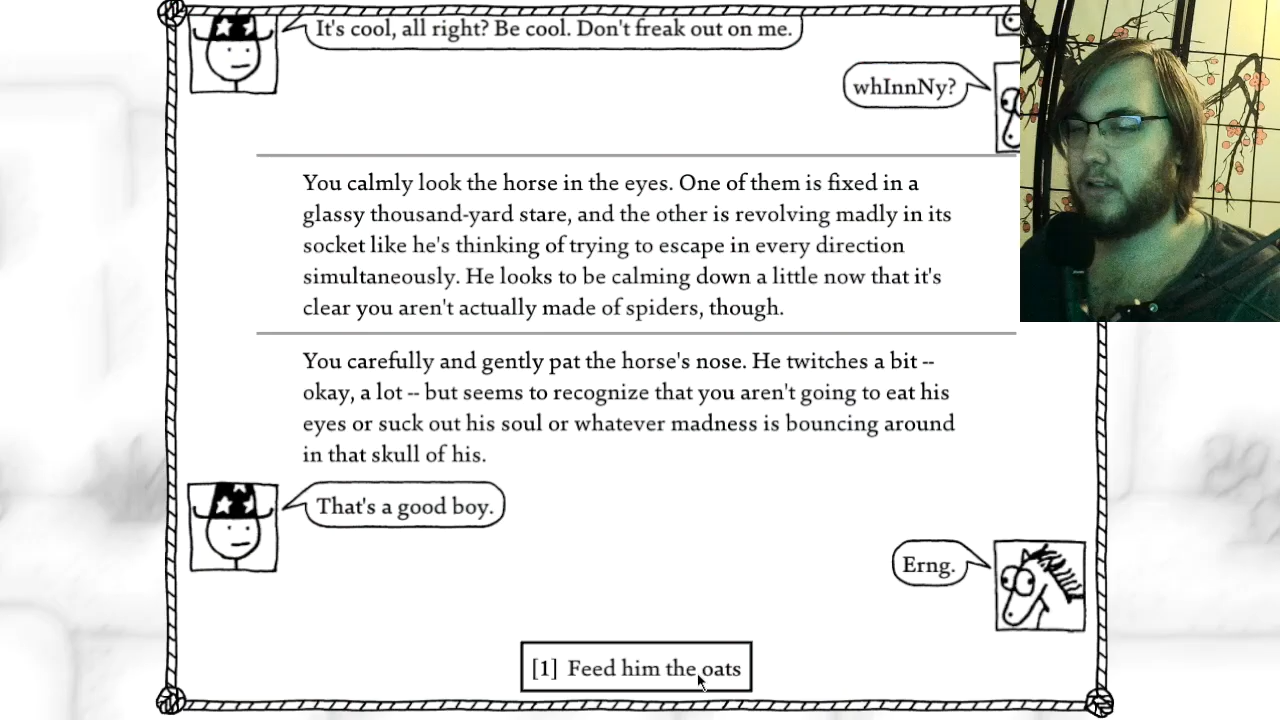 It's cool, all right? Be cool. Don't freak out on me.
whInnNy?
You calmly look the horse in the eyes. One of them is fixed in a
glassy thousand-yard stare, and the other is revolving madly in its
socket like he's thinking of trying to escape in every direction
simultaneously. He looks to be calming down a little now that it's
clear you aren't actually made of spiders, though.
You carefully and gently pat the horse's nose. He twitches a bit --
okay, a lot -- but seems to recognize that you aren't going to eat his
eyes or suck out his soul or whatever madness is bouncing around
in that skull of his.
That's a good boy.
Erng.
[1] Feed him the oats